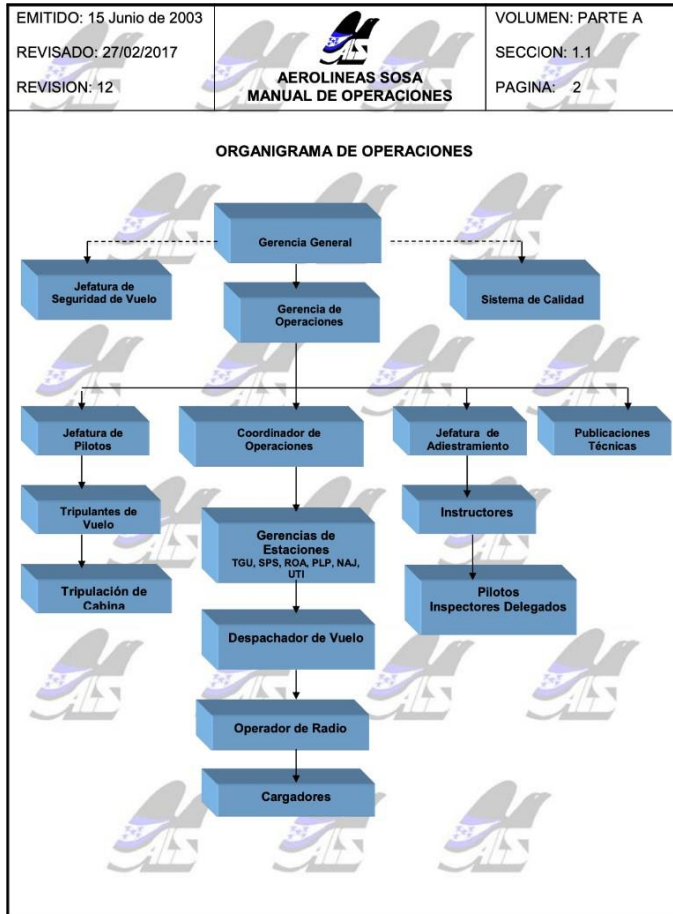 EMITIDO: 15 Junio de 2003
REVISADO: 27/02/2017
REVISION: 12
AEROLINEAS SOSA
MANUAL DE OPERACIONES
VOLUMEN: PARTE A
SECCION: 1.1
PAGINA: 2
ORGANIGRAMA DE OPERACIONES
Gerencia General
Jefatura de
Seguridad de Vuelo
Sistema de Calidad
Gerencia de
Operaciones
Jefatura de
Pilotos
Coordinador de
Operaciones
Jefatura de
Adiestramiento
Publicaciones
Técnicas
Tripulantes de
Vuelo
Gerencias de
Estaciones
TGU, SPS, ROA, PLP, NAJ,
UTI
Instructores
Tripulación de
Cabina
Pilotos
Inspectores Delegados
Despachador de Vuelo
Operador de Radio
Cargadores